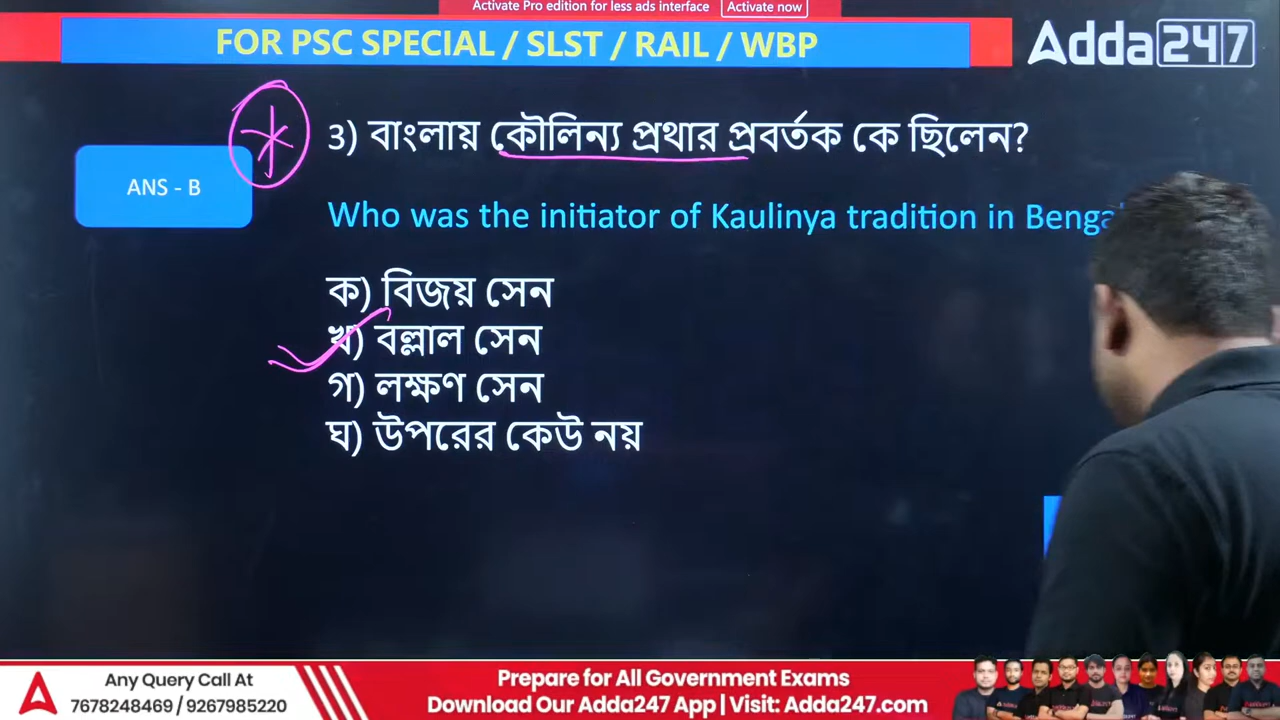 Activate Pro edition for less ads interface Activate now
FOR PSC SPECIAL / SLST / RAIL / WBP
Adda247
3) বাংলায় কৌলিন্য প্রথার প্রবর্তক কে ছিলেন?
ANS - B
Who was the initiator of Kaulinya tradition in
ক) বিজয় সেন
খ) বল্লাল সেন
গ) লক্ষণ সেন
ঘ) উপরের কেউ নয়
Any Query Call At
7678248469 / 9267985220
Prepare for All Government Exams
Download Our Adda247 App | Visit: Adda247.com